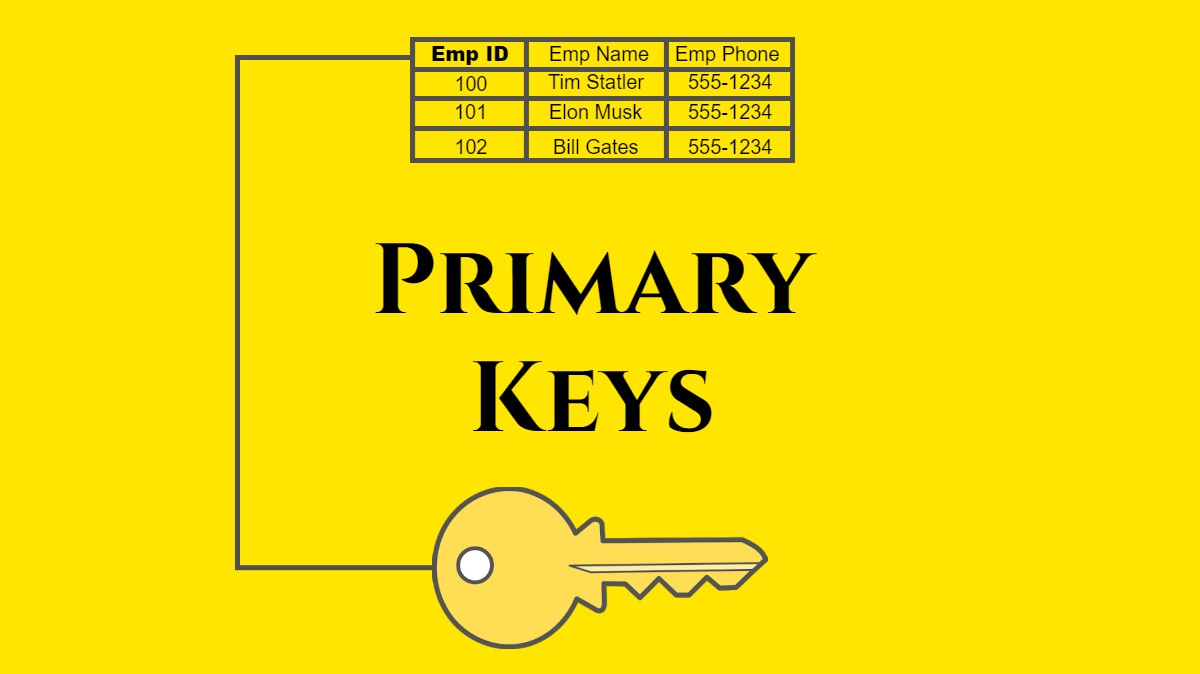 Emp ID Emp Name Emp Phone
100 Tim Statler 555-1234
101 Elon Musk 555-1234
102 Bill Gates 555-1234
PRIMARY
KEYS